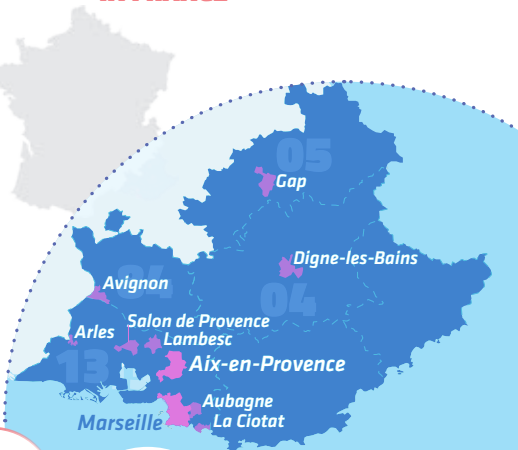 05
Gap
Digne-les-Bains
84
Avignon
04
Salon de Provence
Arles
Lambesc
13
Aix-en-Provence
Aubagne
Marseille
La Ciotat